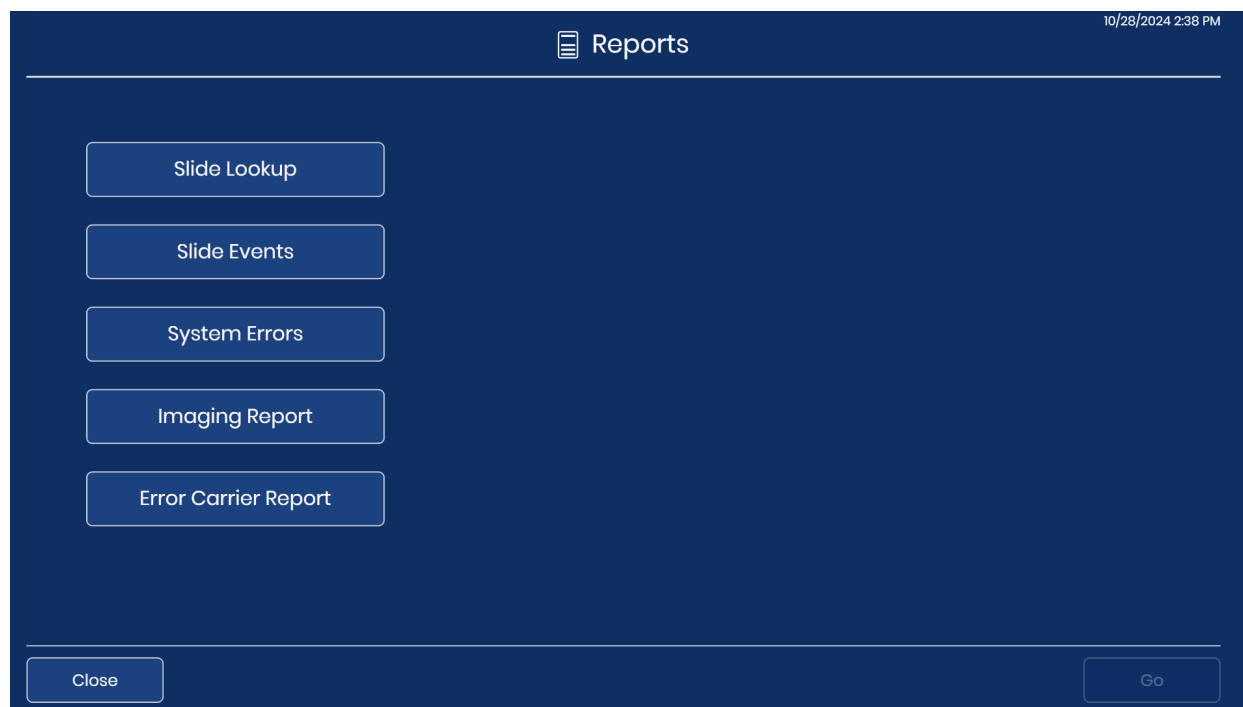 10/28/2024 2:38 PM
Reports
Slide Lookup
Slide Events
System Errors
Imaging Report
Error Carrier Report
Close
Go